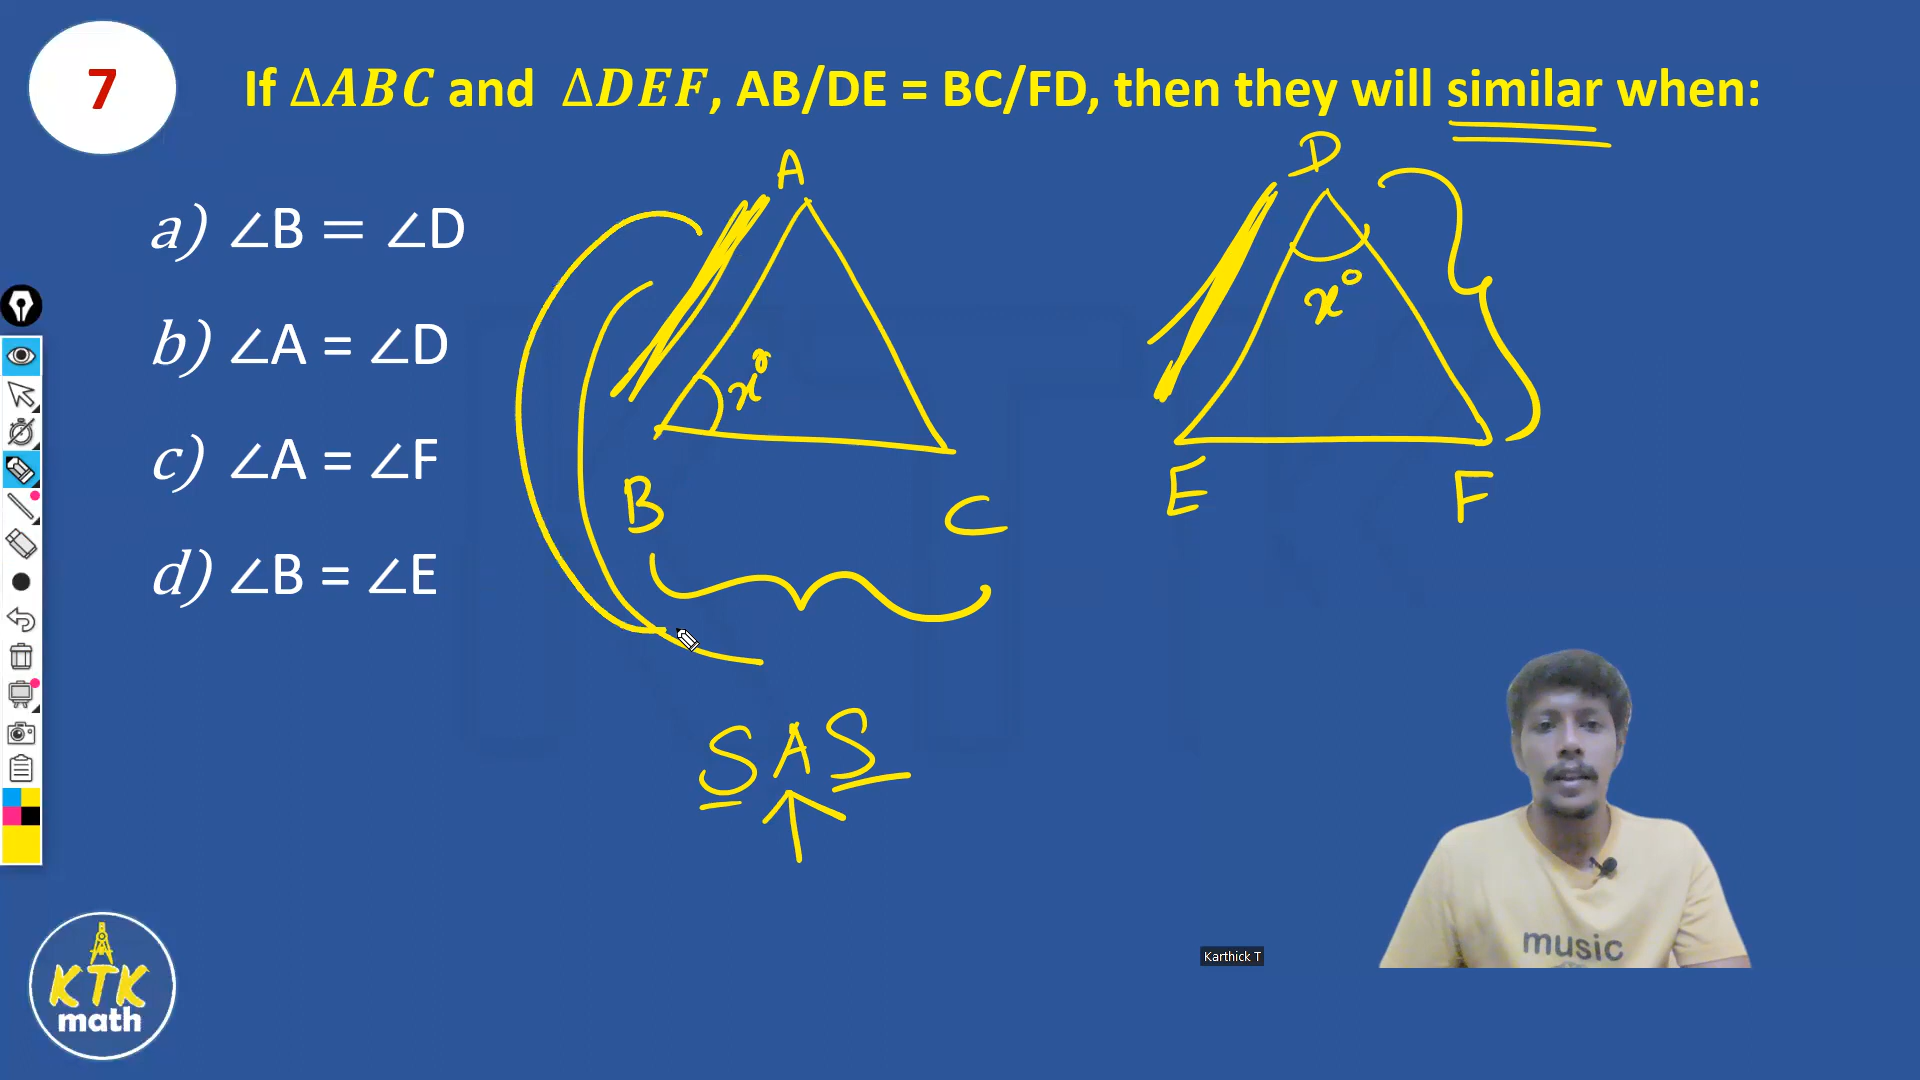 7
If ΔABC and ΔDEF, AB/DE = BC/FD, then they will similar when:
a) ∠B = ∠D
b) ∠A = ∠D
c) ∠A = ∠F
d) ∠B = ∠E
A
D
x°
x°
B
C
E
F
SAS
music
Karthick T
KTK
math